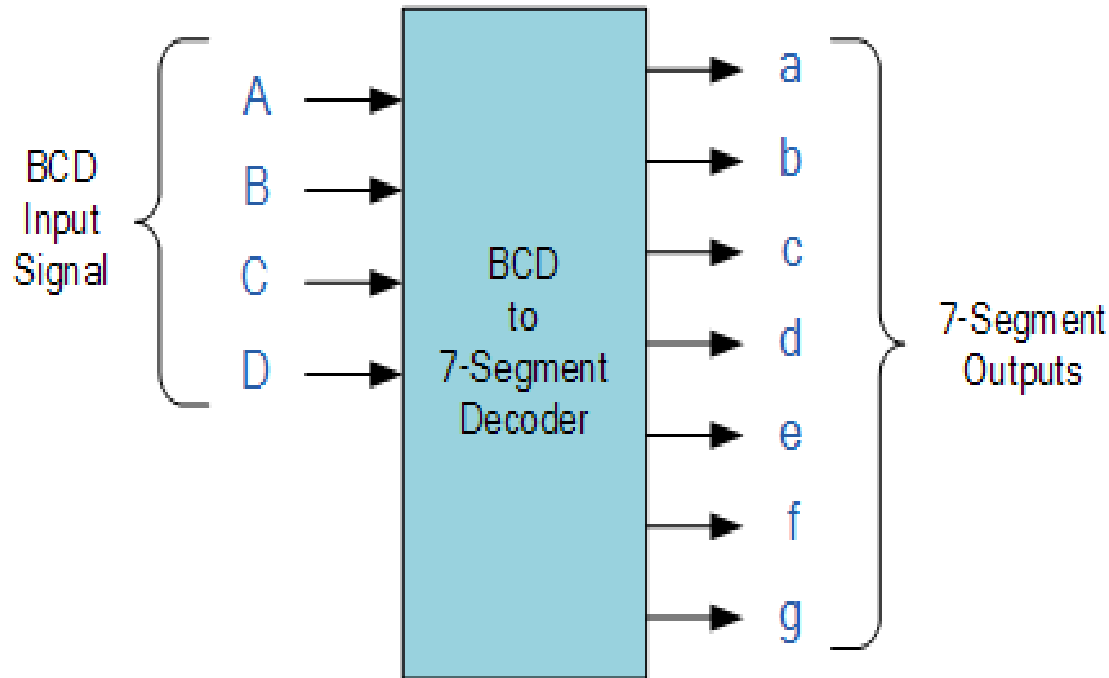 BCD
Input
Signal
A
B
C
D
BCD
to
7-Segment
Decoder
a
b
c
d
e
f
g
7-Segment
Outputs